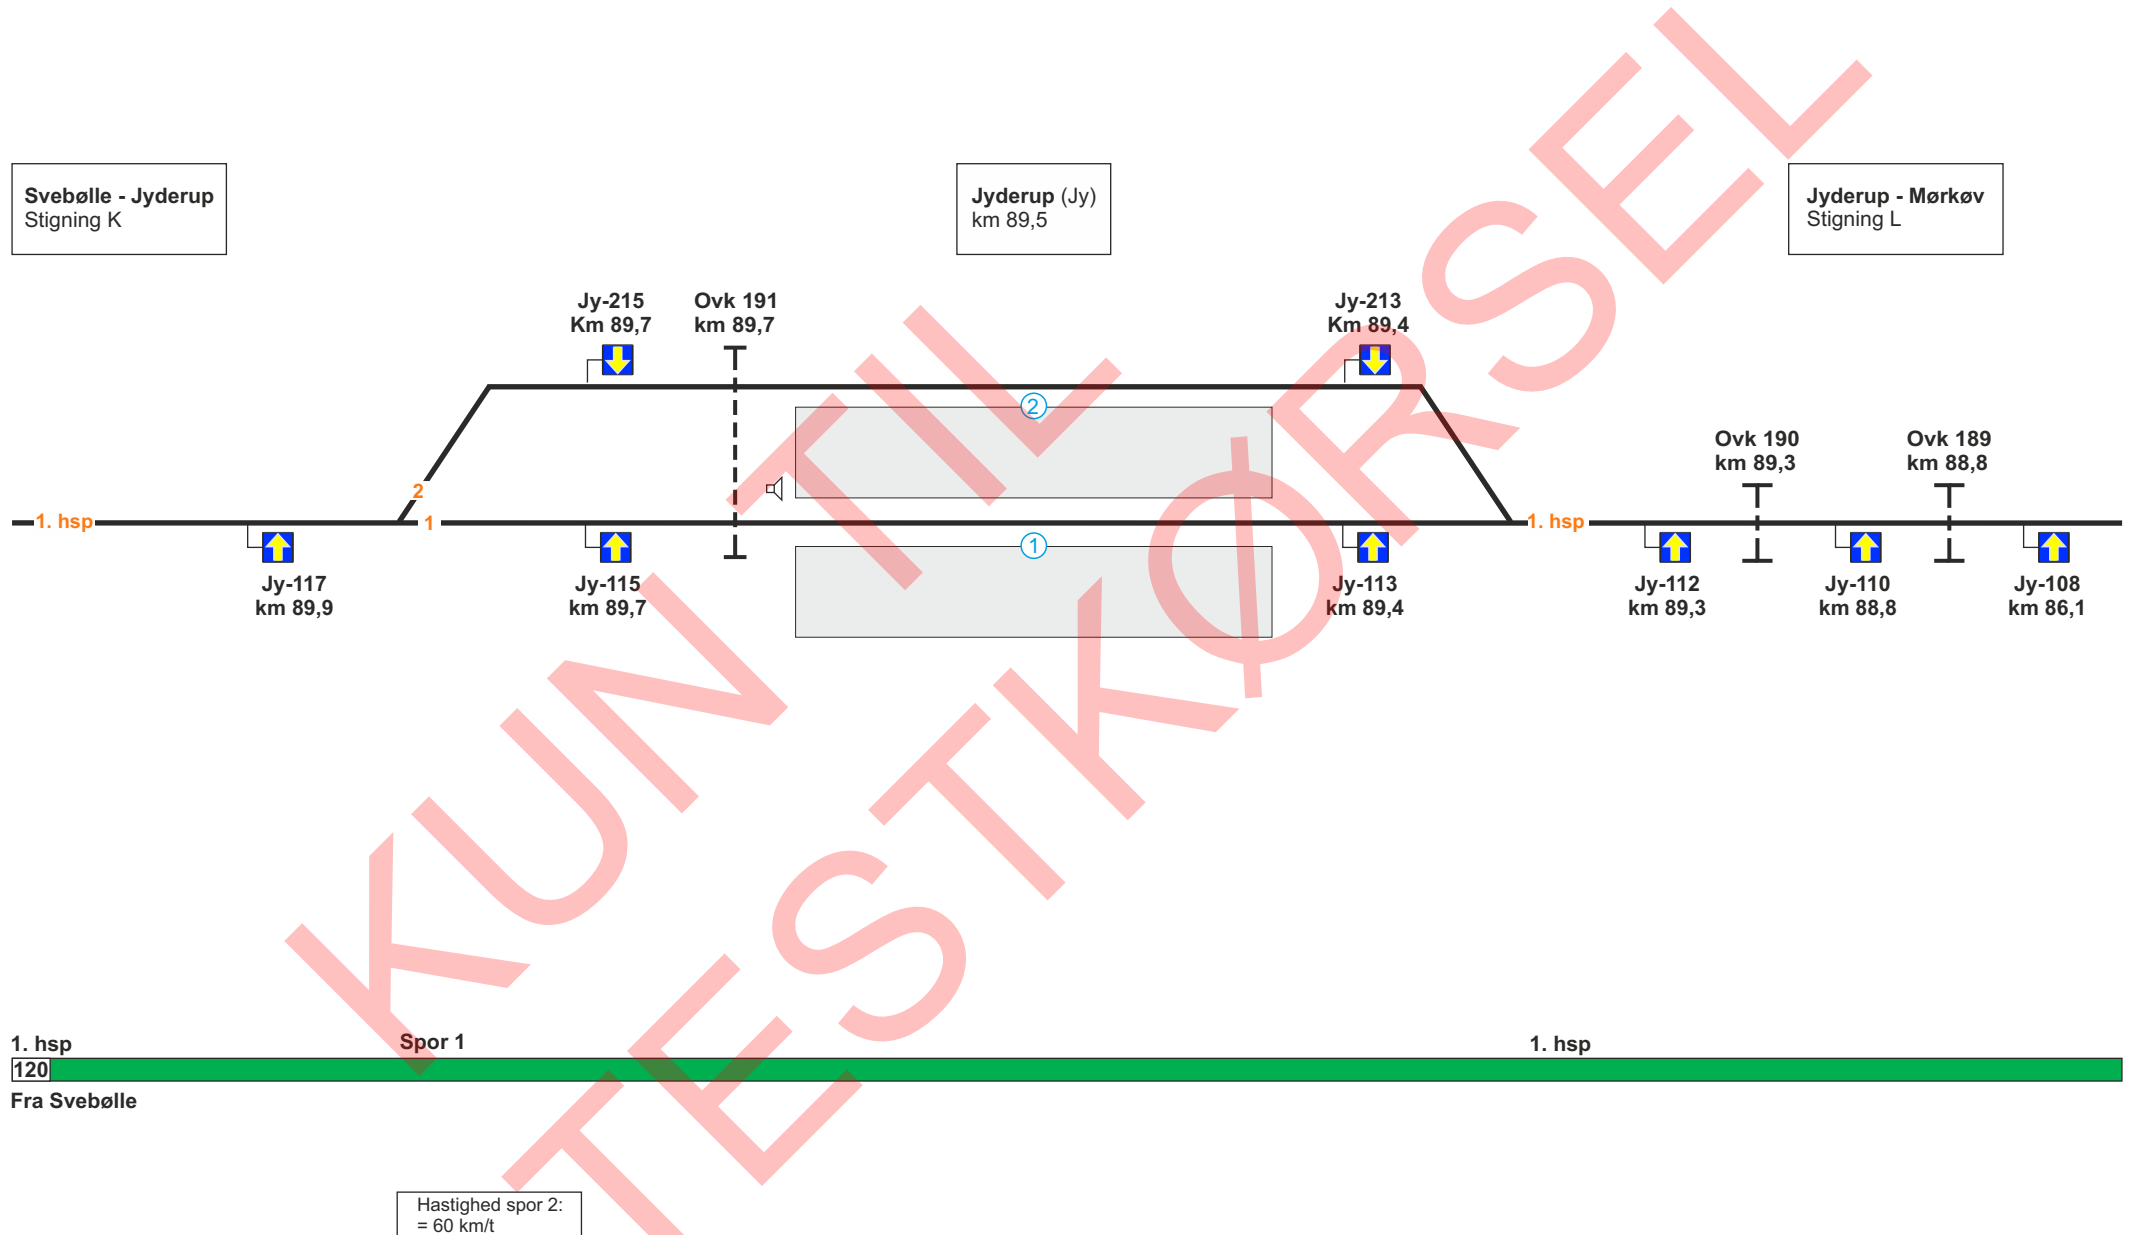 Svebølle - Jyderup
Stigning K
Jyderup (Jy)
km 89,5
Jyderup - Mørkøv
Stigning L
Jy-215
Km 89,7
Ovk 191
km 89,7
Jy-213
Km 89,4
2
Ovk 190
km 89,3
Ovk 189
km 88,8
2
1. hsp
1
1. hsp
1
Jy-117
km 89,9
Jy-115
km 89,7
Jy-113
km 89,4
Jy-112
km 89,3
Jy-110
km 88,8
Jy-108
km 86,1
KUN TIL
TESTKØRSEL
1. hsp
Spor 1
1. hsp
120
Fra Svebølle
Hastighed spor 2:
= 60 km/t